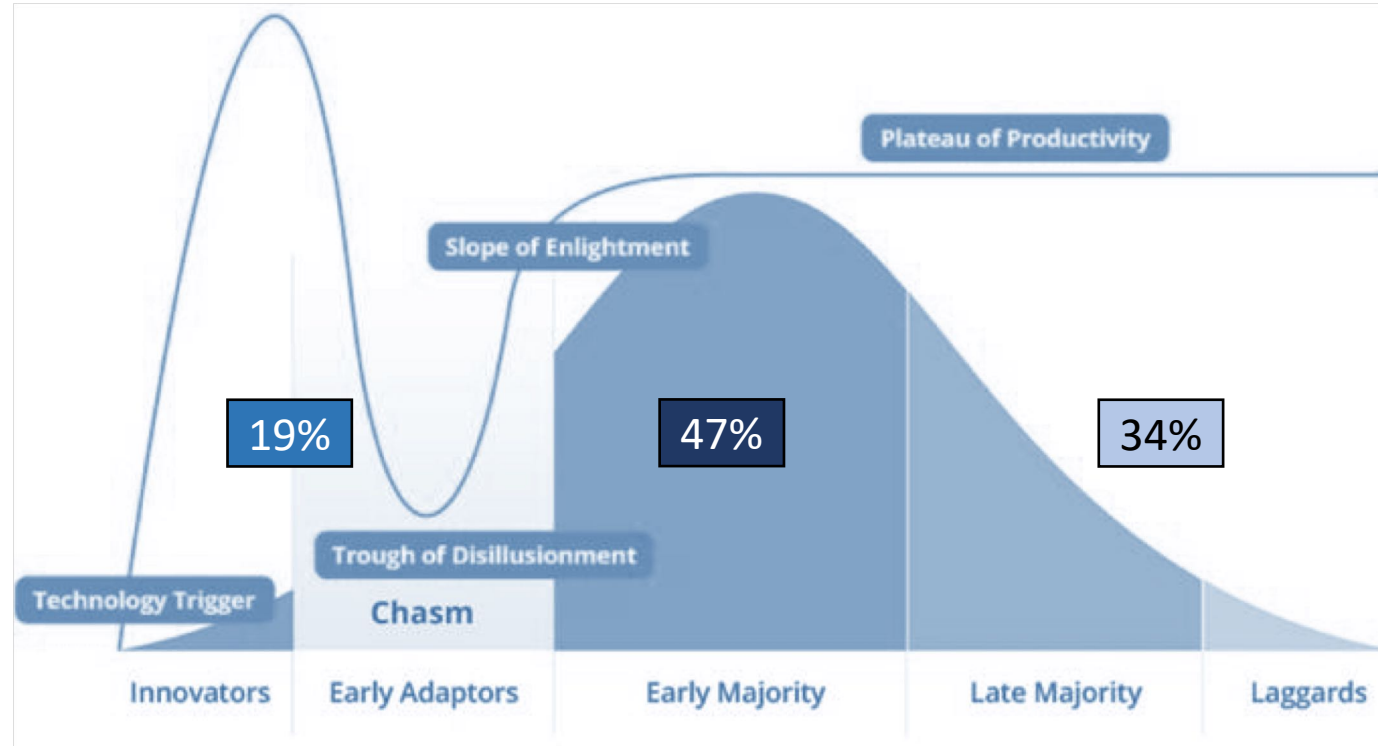 Plateau of Productivity
Slope of Enlightment
19%
47%
34%
Trough of Disillusionment
Technology Trigger
Chasm
Innovators
Early Adaptors
Early Majority
Late Majority
Laggards